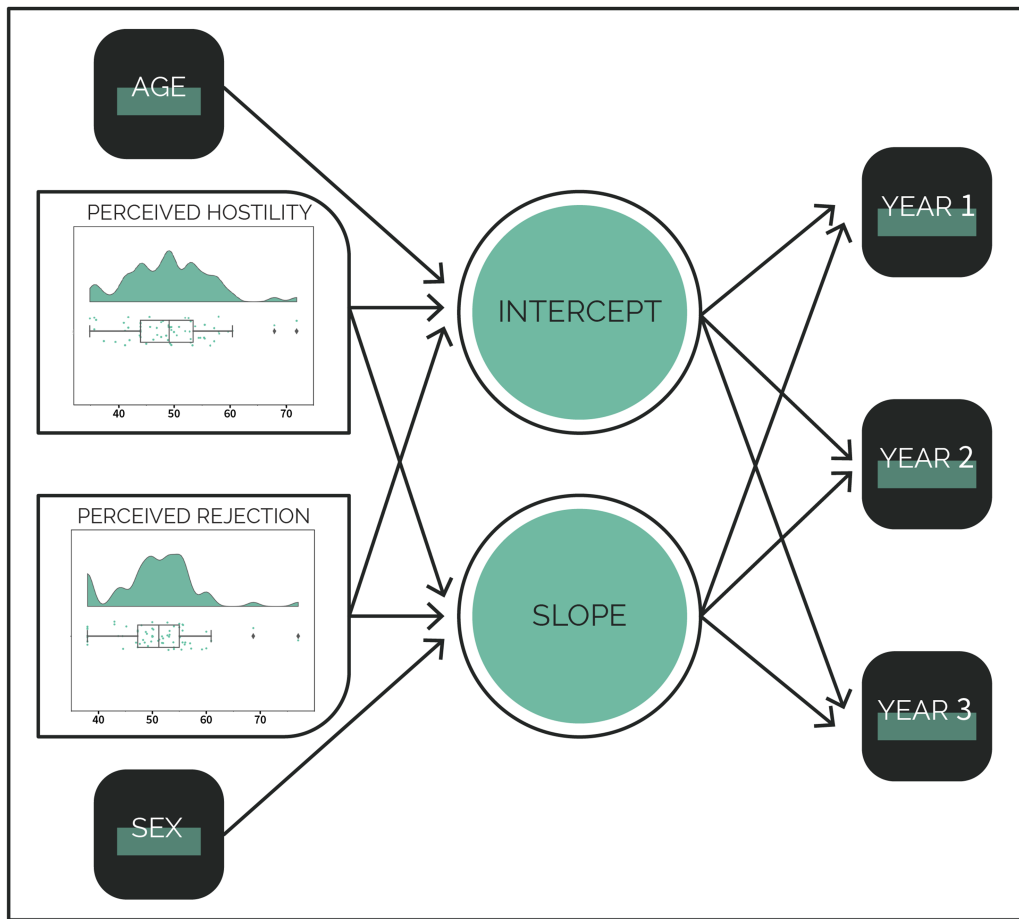 AGE
PERCEIVED HOSTILITY
40 50 60 70
PERCEIVED REJECTION
40 50 60 70
SEX
INTERCEPT
SLOPE
YEAR 1
YEAR 2
YEAR 3